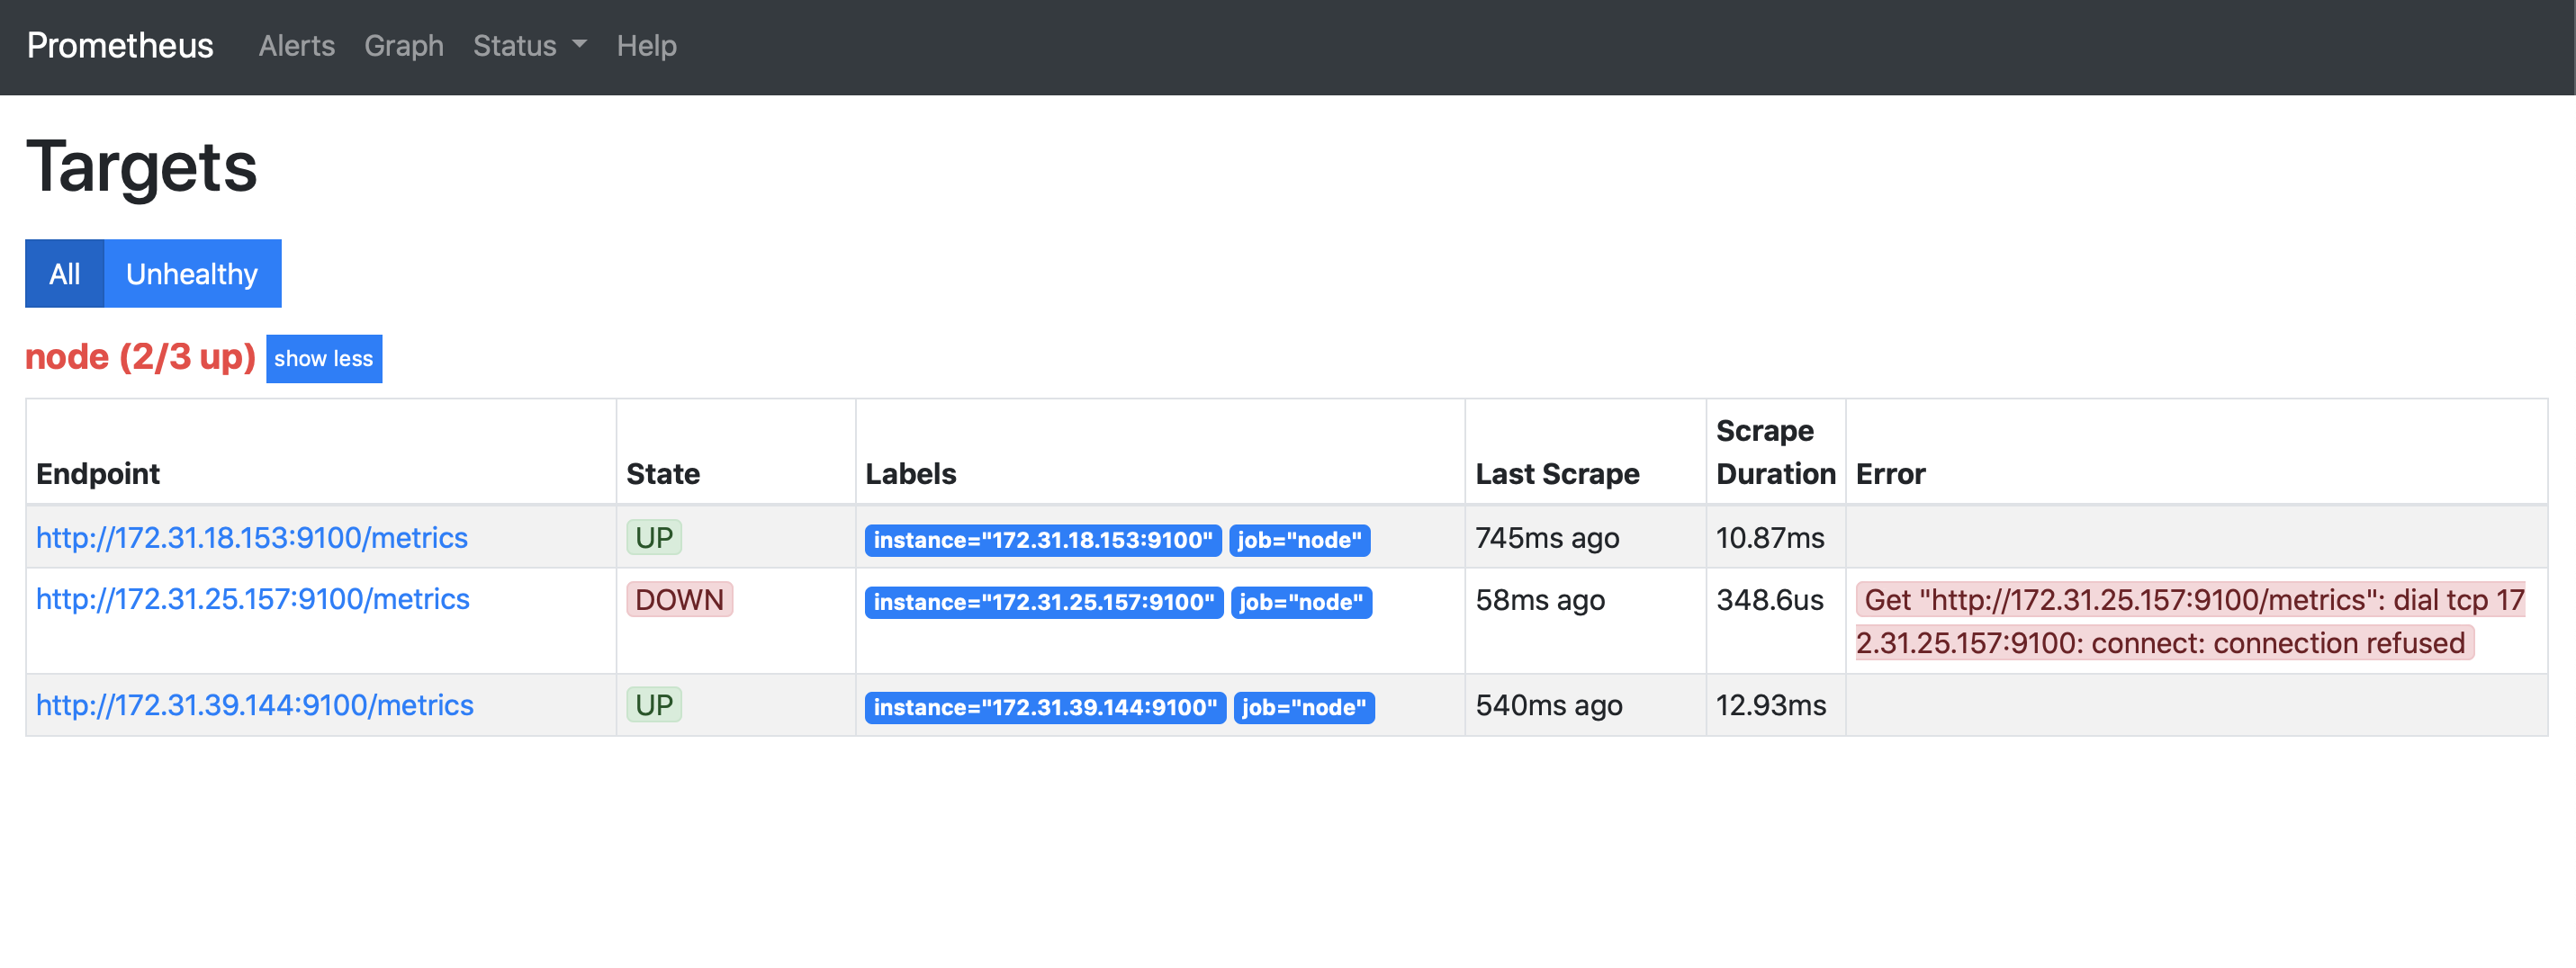 Prometheus Alerts Graph Status Help
Targets
All Unhealthy
node (2/3 up) show less
Endpoint State Labels Last Scrape Scrape Duration Error
http://172.31.18.153:9100/metrics UP instance="172.31.18.153:9100" job="node" 745ms ago 10.87ms
http://172.31.25.157:9100/metrics DOWN instance="172.31.25.157:9100" job="node" 58ms ago 348.6us Get "http://172.31.25.157:9100/metrics": dial tcp 17
2.31.25.157:9100: connect: connection refused
http://172.31.39.144:9100/metrics UP instance="172.31.39.144:9100" job="node" 540ms ago 12.93ms